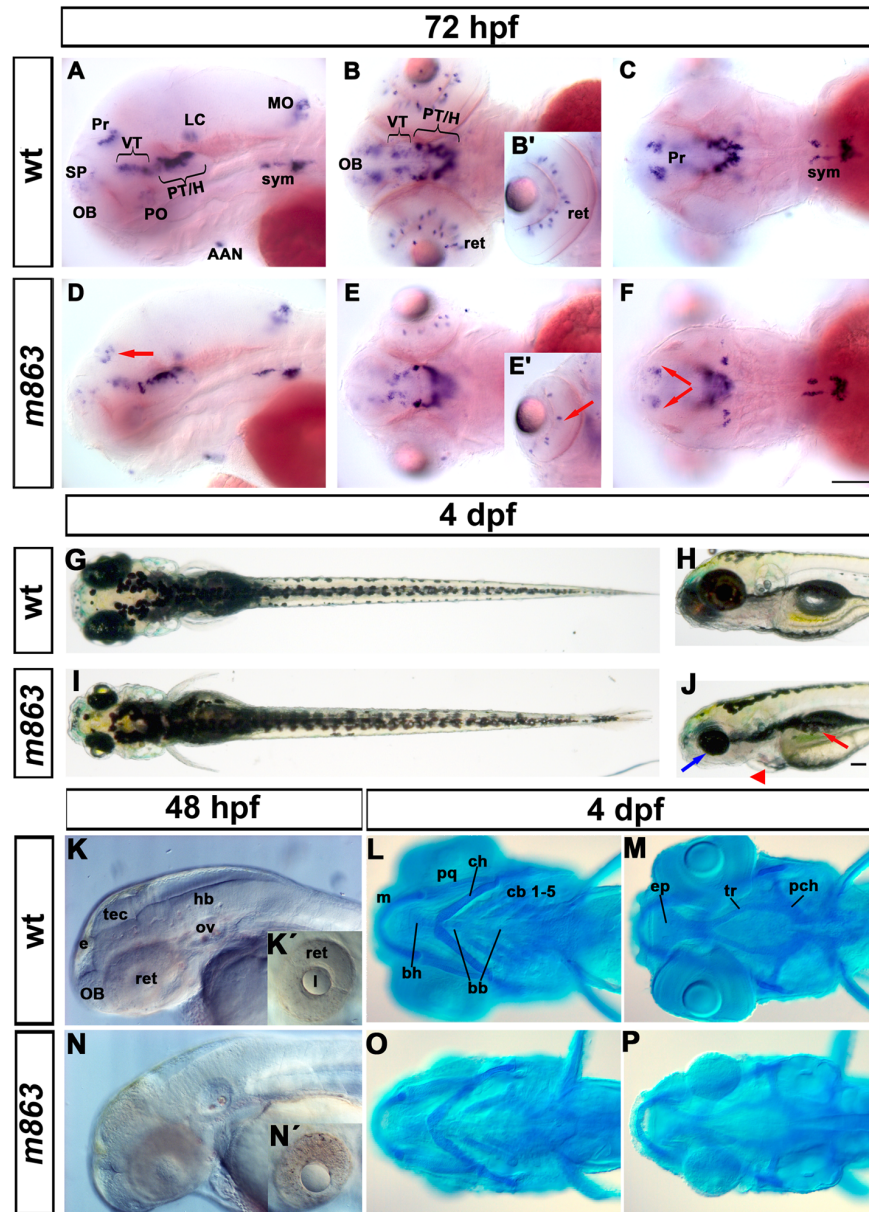 72 hpf
wt
A
Pr
VT
LC
MO
SP
OB
PO
PT/H
sym
AAN
B
VT
PT/H
OB
ret
B'
ret
C
Pr
sym
m863
D
E
E'
F
4 dpf
wt
G
H
m863
I
J
48 hpf
4 dpf
wt
K
tec
hb
ov
e
ret
OB
K´
ret
l
L
m
pq
ch
cb 1-5
bh
bb
M
ep
tr
pch
m863
N
N´
O
P